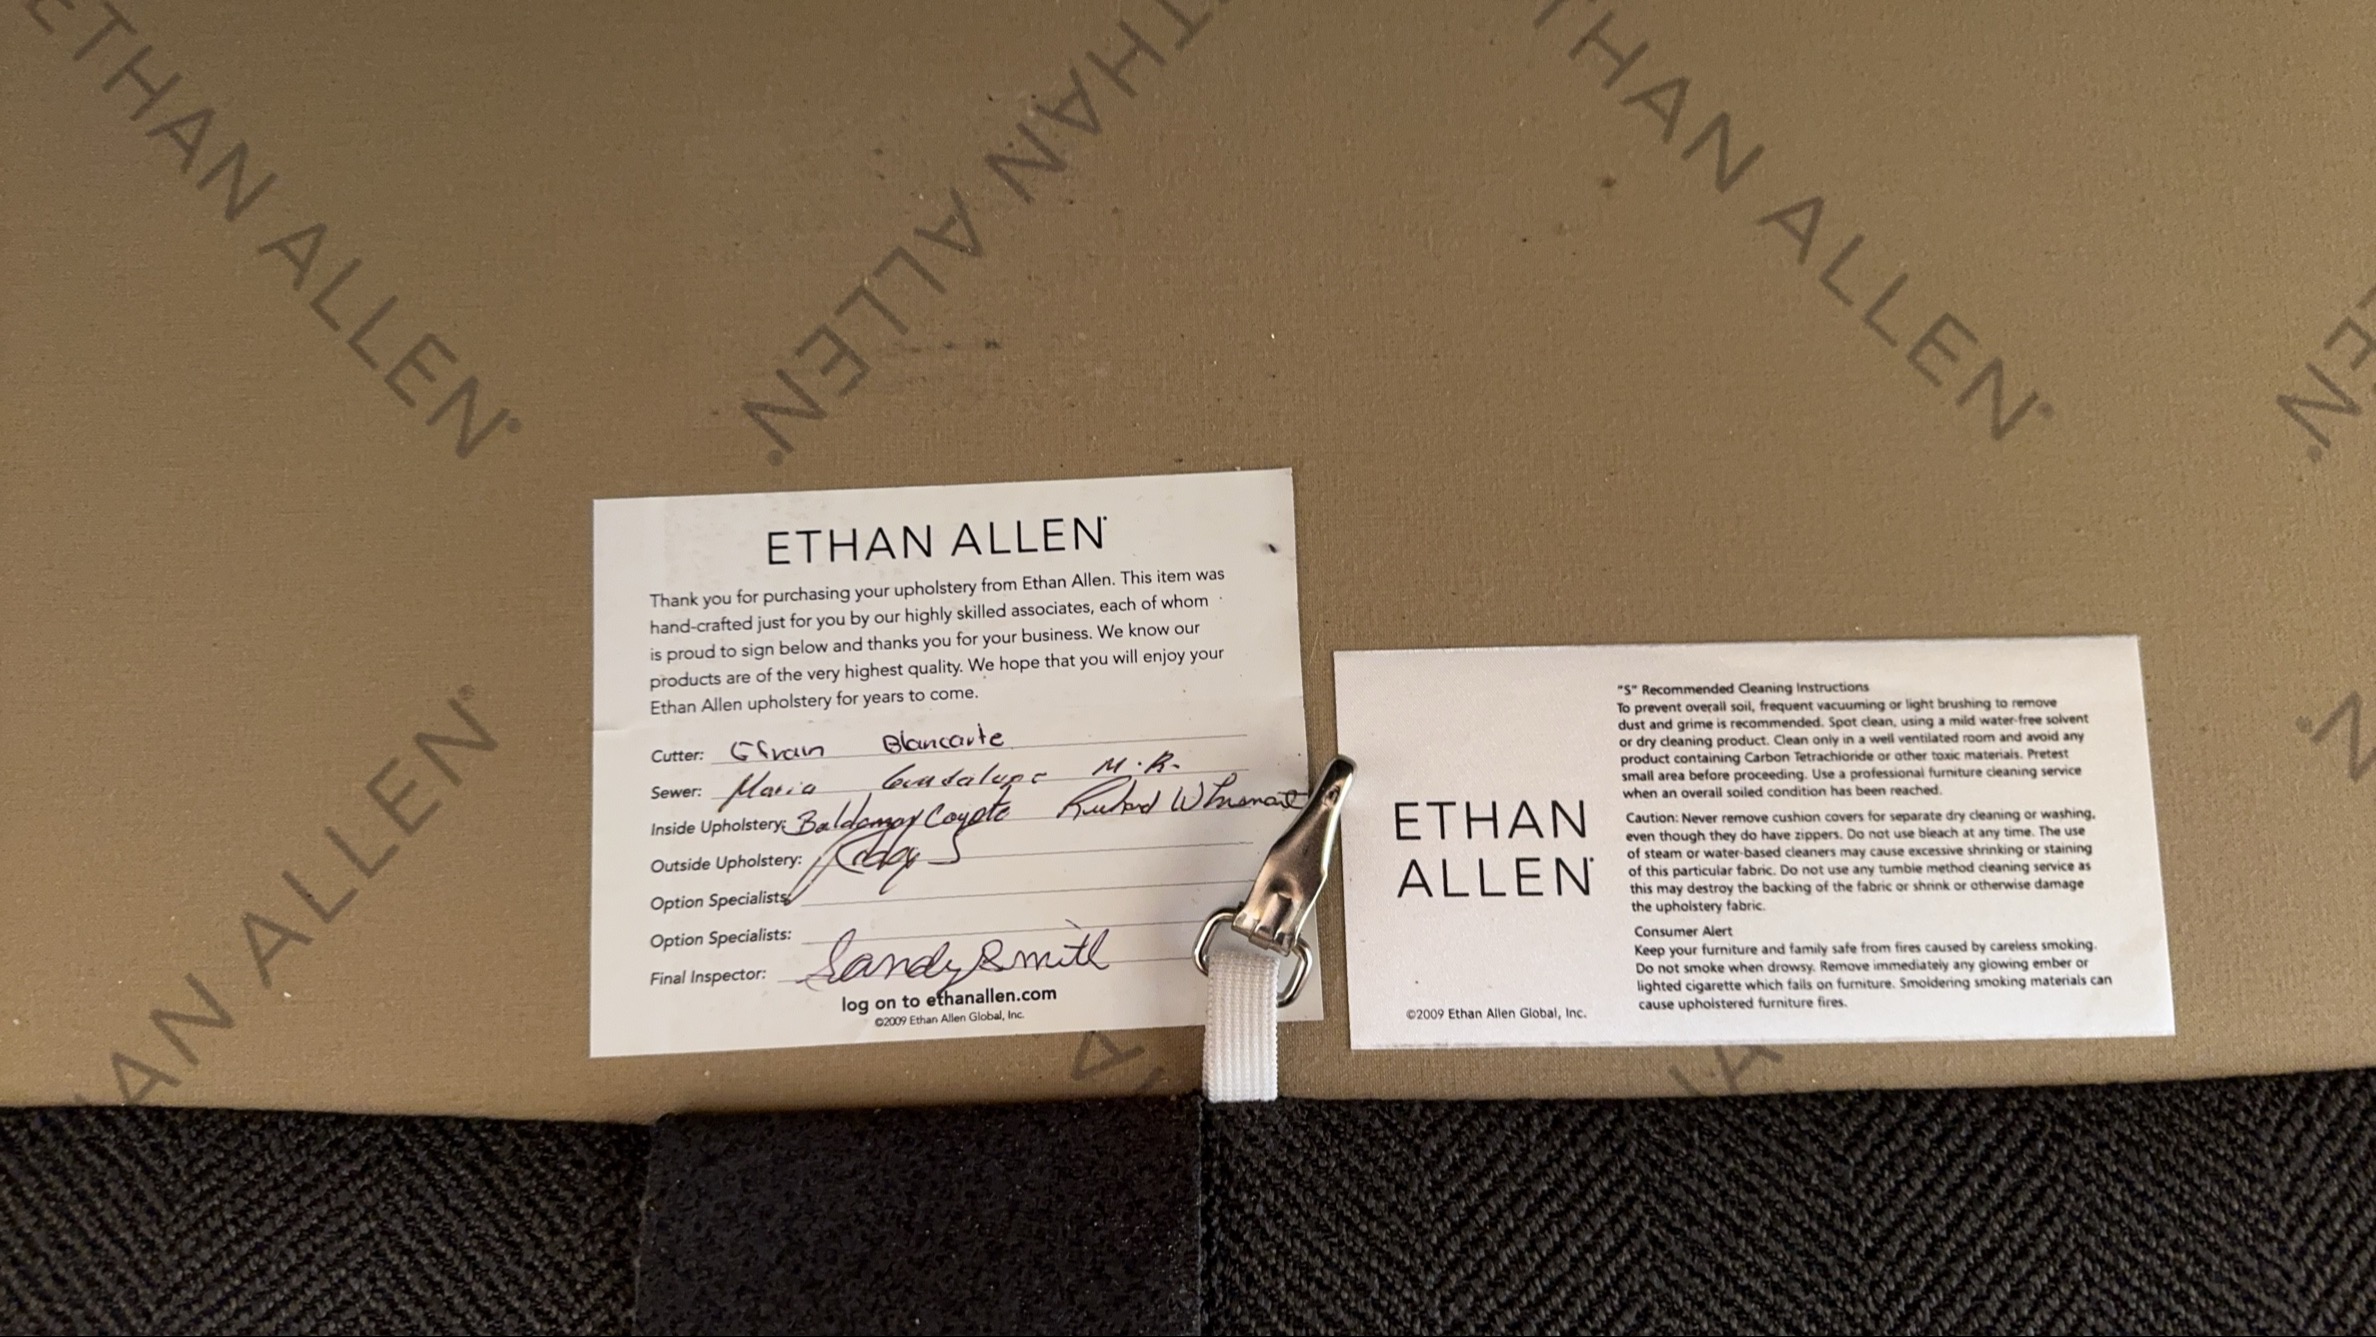 ETHAN ALLEN
ETHAN ALLEN
ETHAN ALLEN
ETHAN ALLEN
ETHAN ALLEN®
Thank you for purchasing your upholstery from Ethan Allen. This item was
hand-crafted just for you by our highly skilled associates, each of whom
is proud to sign below and thanks you for your business. We know our
products are of the very highest quality. We hope that you will enjoy your
Ethan Allen upholstery for years to come.
Cutter: Efrain Blancarte
Sewer: Maria Guadalupe M.R.
Inside Upholstery: Baldemar Coyote Richard
Outside Upholstery:
Option Specialists:
Option Specialists:
Final Inspector: Sandy Smith
log on to ethanallen.com
©2009 Ethan Allen Global, Inc.
ETHAN
ALLEN®
©2009 Ethan Allen Global, Inc.
"S" Recommended Cleaning Instructions
To prevent overall soil, frequent vacuuming or light brushing to remove
dust and grime is recommended. Spot clean, using a mild water-free solvent
or dry cleaning product. Clean only in a well ventilated room and avoid any
product containing Carbon Tetrachloride or other toxic materials. Pretest
small area before proceeding. Use a professional furniture cleaning service
when an overall soiled condition has been reached.
Caution: Never remove cushion covers for separate dry cleaning or washing,
even though they do have zippers. Do not use bleach at any time. The use
of steam or water-based cleaners may cause excessive shrinking or staining
of this particular fabric. Do not use any tumble method cleaning service as
this may destroy the backing of the fabric or shrink or otherwise damage
the upholstery fabric.
Consumer Alert
Keep your furniture and family safe from fires caused by careless smoking.
Do not smoke when drowsy. Remove immediately any glowing ember or
lighted cigarette which falls on furniture. Smoldering smoking materials can
cause upholstered furniture fires.